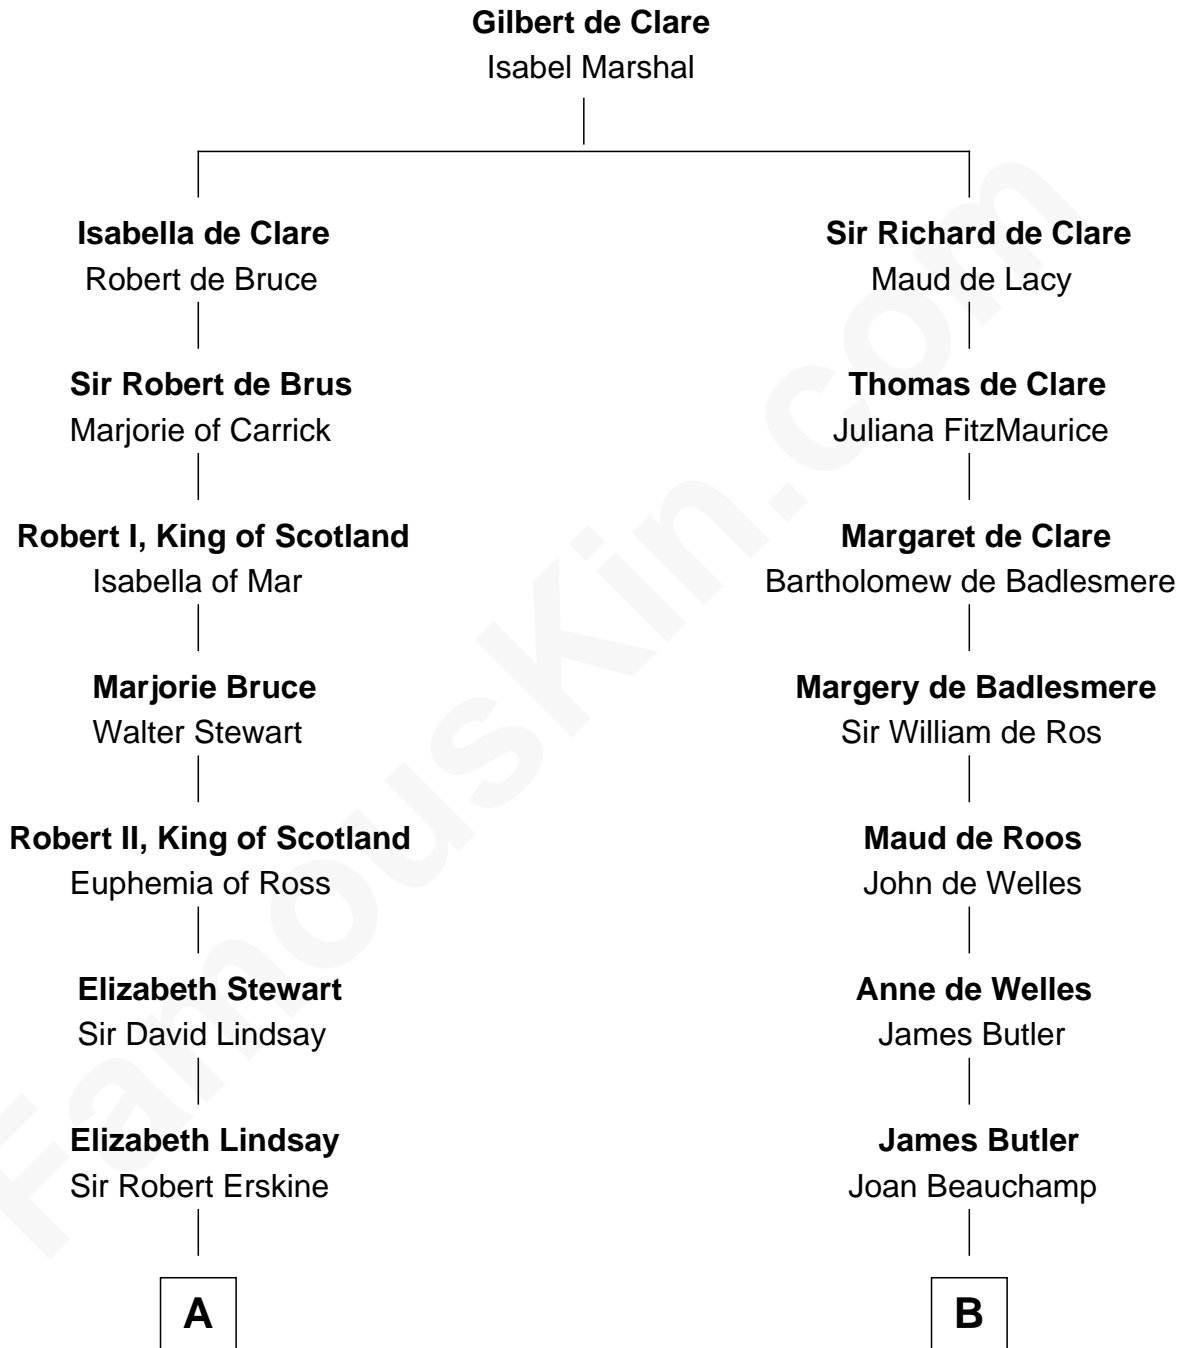 Gilbert de Clare
Isabel Marshal
Isabella de Clare
Robert de Bruce
Sir Robert de Brus
Marjorie of Carrick
Robert I, King of Scotland
Isabella of Mar
Marjorie Bruce
Walter Stewart
Robert II, King of Scotland
Euphemia of Ross
Elizabeth Stewart
Sir David Lindsay
Elizabeth Lindsay
Sir Robert Erskine
A
Sir Richard de Clare
Maud de Lacy
Thomas de Clare
Juliana FitzMaurice
Margaret de Clare
Bartholomew de Badlesmere
Margery de Badlesmere
Sir William de Ros
Maud de Roos
John de Welles
Anne de Welles
James Butler
James Butler
Joan Beauchamp
B
FamousKin.com